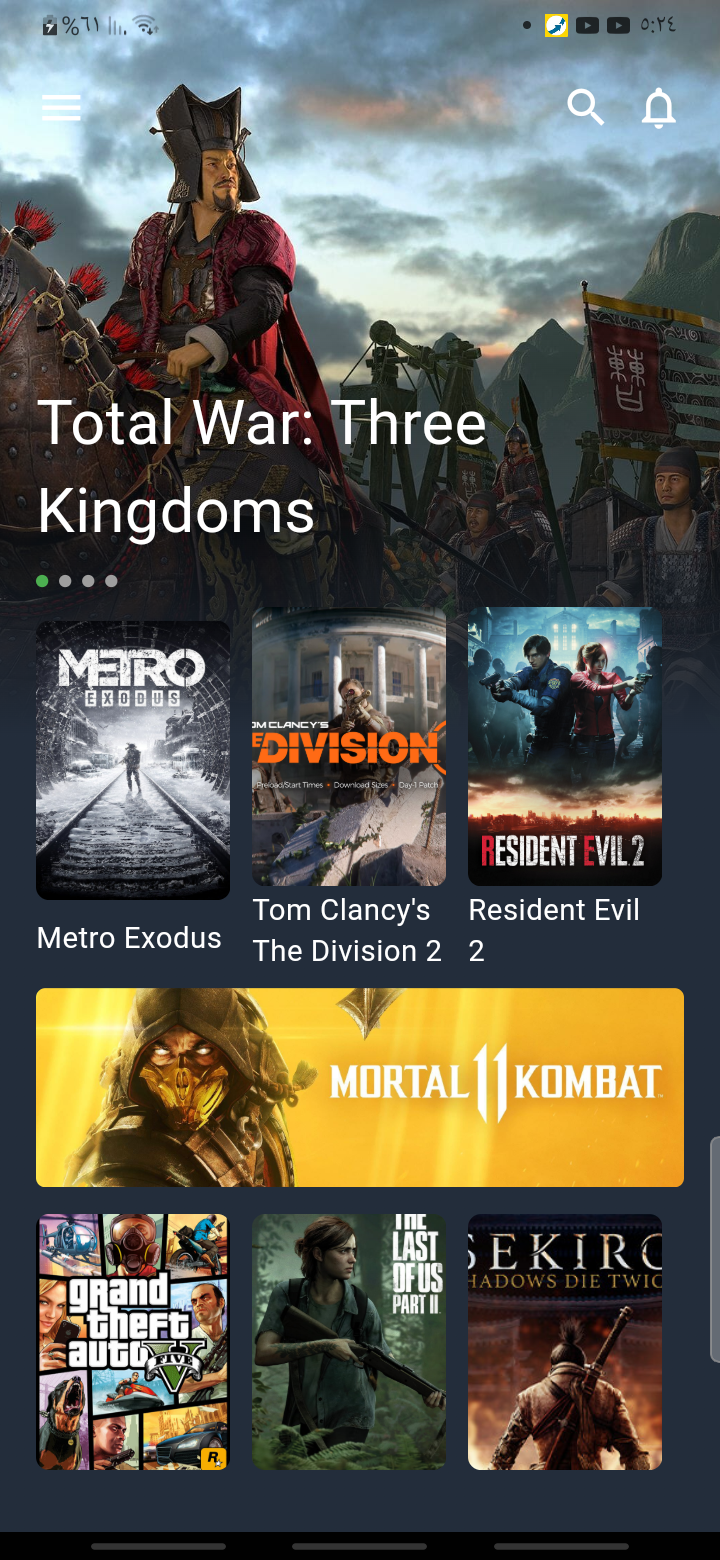 %٦١
٥:٢٤
Total War: Three
Kingdoms
METRO
EXODUS
OM CLANCY'S
E DIVISION
Preload/Start Times • Download Sizes • Day-1 Patch
RESIDENT EVIL 2
Metro Exodus
Tom Clancy's
The Division 2
Resident Evil
2
MORTAL 11 KOMBAT
grand
theft
auto
FIVE
V
R
THE
LAST
OF US
PART II
SEKIRO
HADOWS DIE TWIC